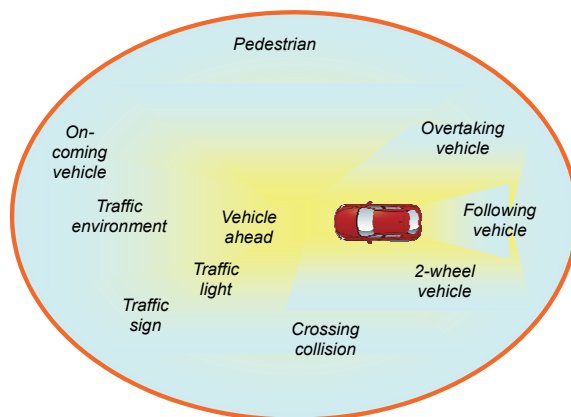 Pedestrian
On-
coming
vehicle
Overtaking
vehicle
Traffic
environment
Vehicle
ahead
Following
vehicle
Traffic
light
2-wheel
vehicle
Traffic
sign
Crossing
collision